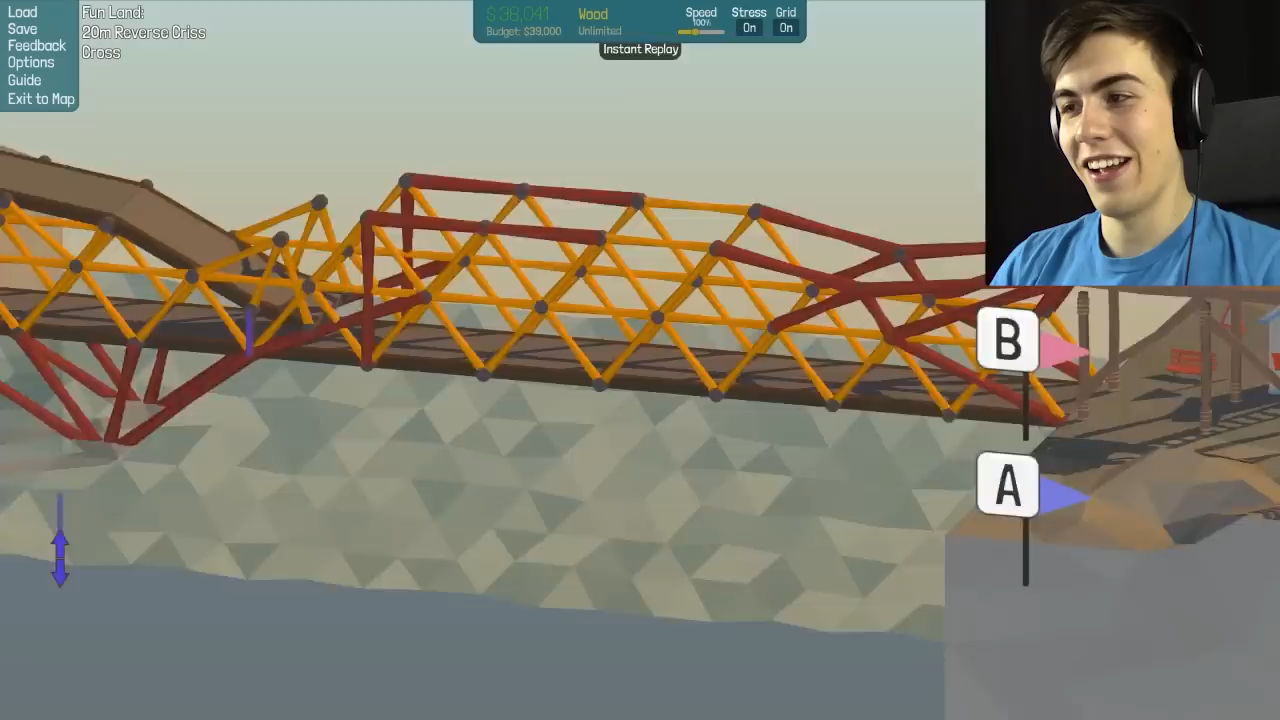 Load
Save
Feedback
Options
Guide
Exit to Map
Fun Land:
20m Reverse Criss
Cross
$38,041
Budget: $39,000
Wood
Unlimited
Speed
100%
Stress
On
Grid
On
Instant Replay
B
A